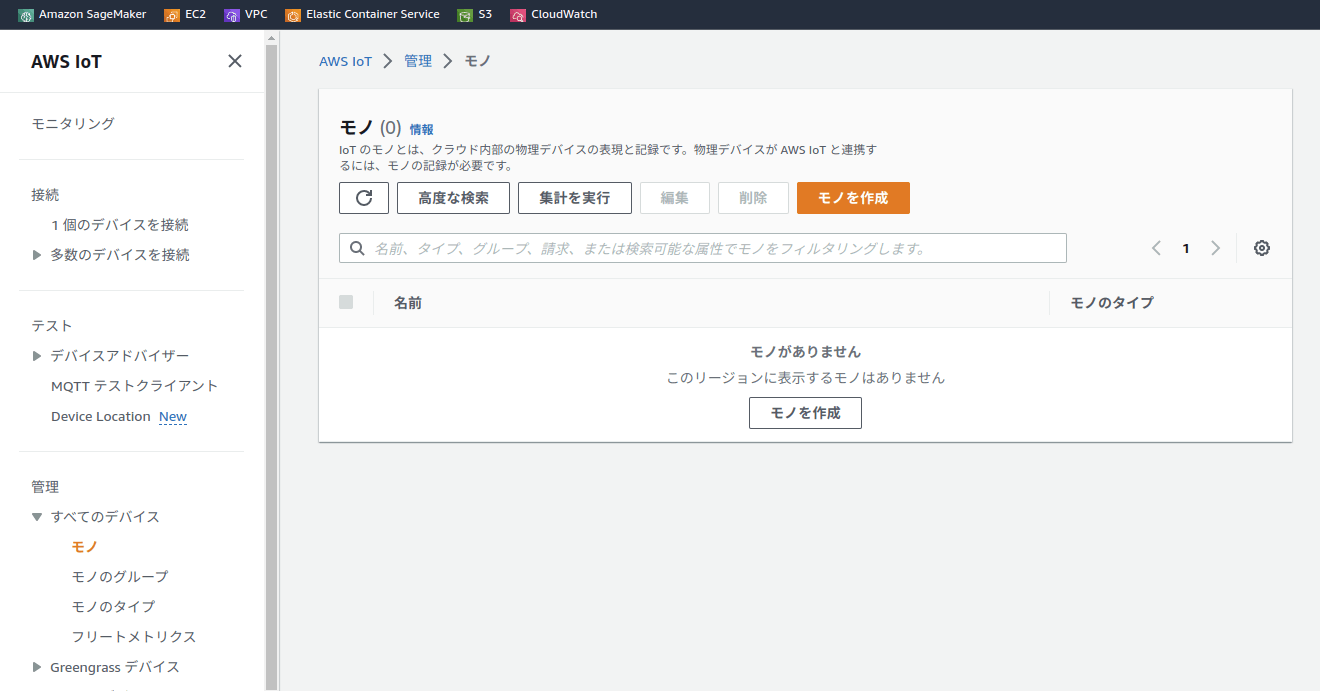 Amazon SageMaker EC2 VPC Elastic Container Service S3 CloudWatch
AWS IoT
モニタリング
接続
1 個のデバイスを接続
多数のデバイスを接続
テスト
デバイスアドバイザー
MQTT テストクライアント
Device Location New
管理
すべてのデバイス
モノ
モノのグループ
モノのタイプ
フリートメトリクス
Greengrass デバイス
AWS IoT 管理 モノ
モノ (0) 情報
IoT のモノとは、クラウド内部の物理デバイスの表現と記録です。物理デバイスが AWS IoT と連携す
るには、モノの記録が必要です。
高度な検索 集計を実行 編集 削除 モノを作成
名前、タイプ、グループ、請求、または検索可能な属性でモノをフィルタリングします。
1
名前 モノのタイプ
モノがありません
このリージョンに表示するモノはありません
モノを作成